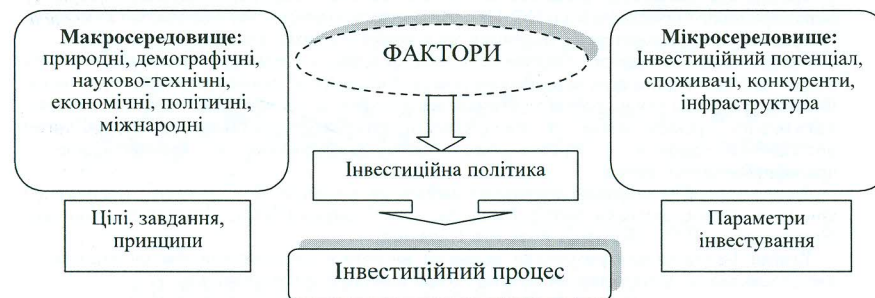 Макросередовище:
природні, демографічні,
науково-технічні,
економічні, політичні,
міжнародні
ФАКТОРИ
Мікросередовище:
Інвестиційний потенціал,
споживачі, конкуренти,
інфраструктура
Інвестиційна політика
Цілі, завдання,
принципи
Параметри
інвестування
Інвестиційний процес